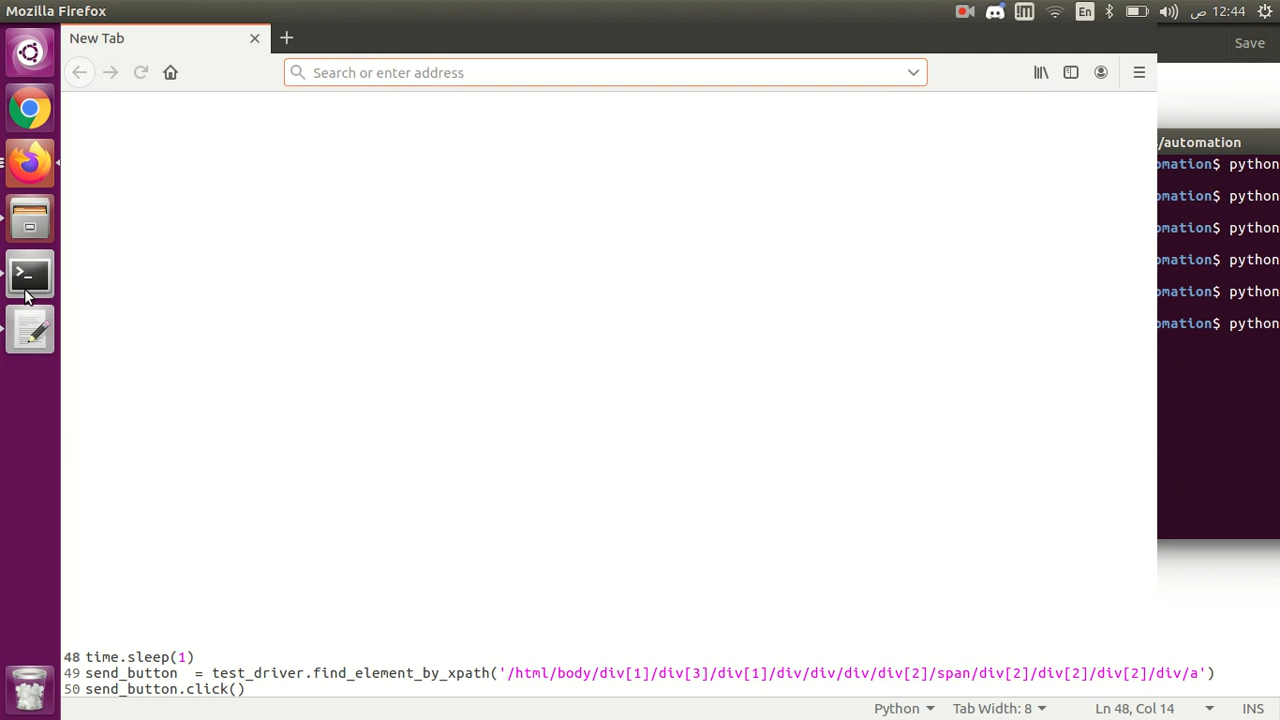 Mozilla Firefox
En
12:44 ص
New Tab
Save
Search or enter address
/automation
omation$ python
omation$ python
omation$ python
omation$ python
omation$ python
omation$ python
48 time.sleep(1)
49 send_button  = test_driver.find_element_by_xpath('/html/body/div[1]/div[3]/div[1]/div/div/div/div[2]/span/div[2]/div[2]/div[2]/div/a')
50 send_button.click()
Python
Tab Width: 8
Ln 48, Col 14
INS